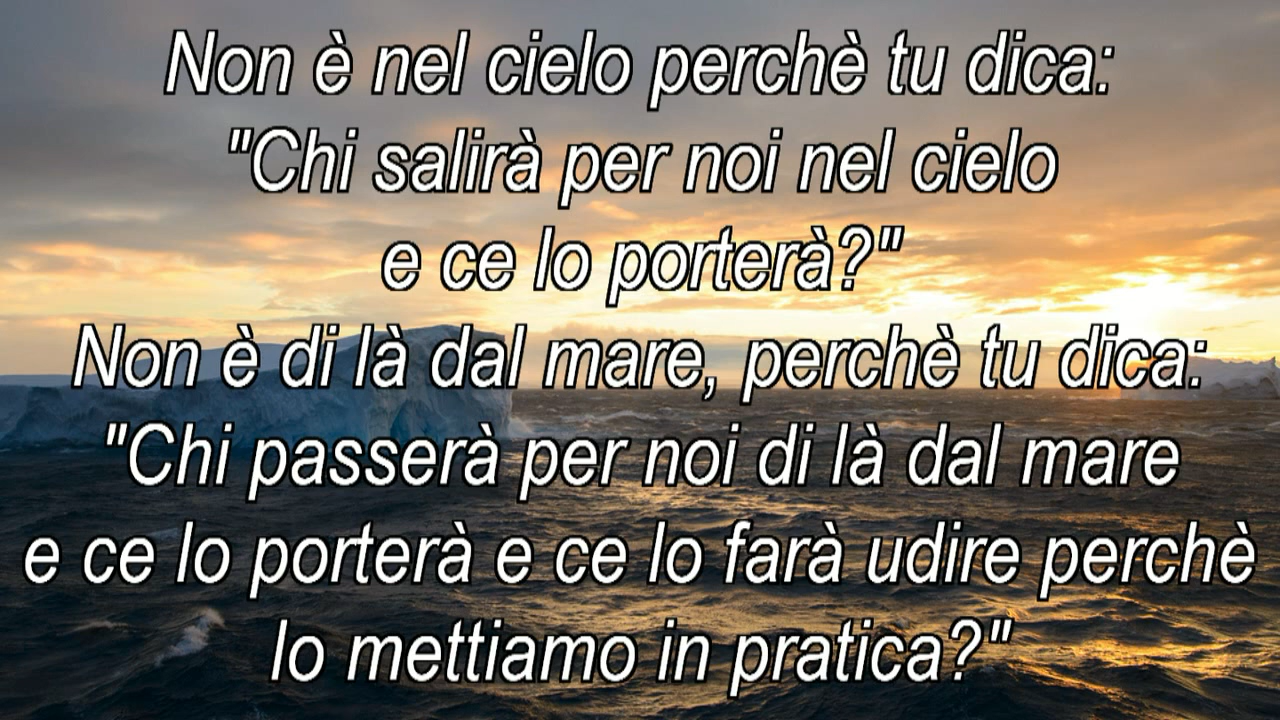 Non è nel cielo perchè tu dica:
"Chi salirà per noi nel cielo
e ce lo porterà?"
Non è di là dal mare, perchè tu dica:
"Chi passerà per noi di là dal mare
e ce lo porterà e ce lo farà udire perchè
lo mettiamo in pratica?"